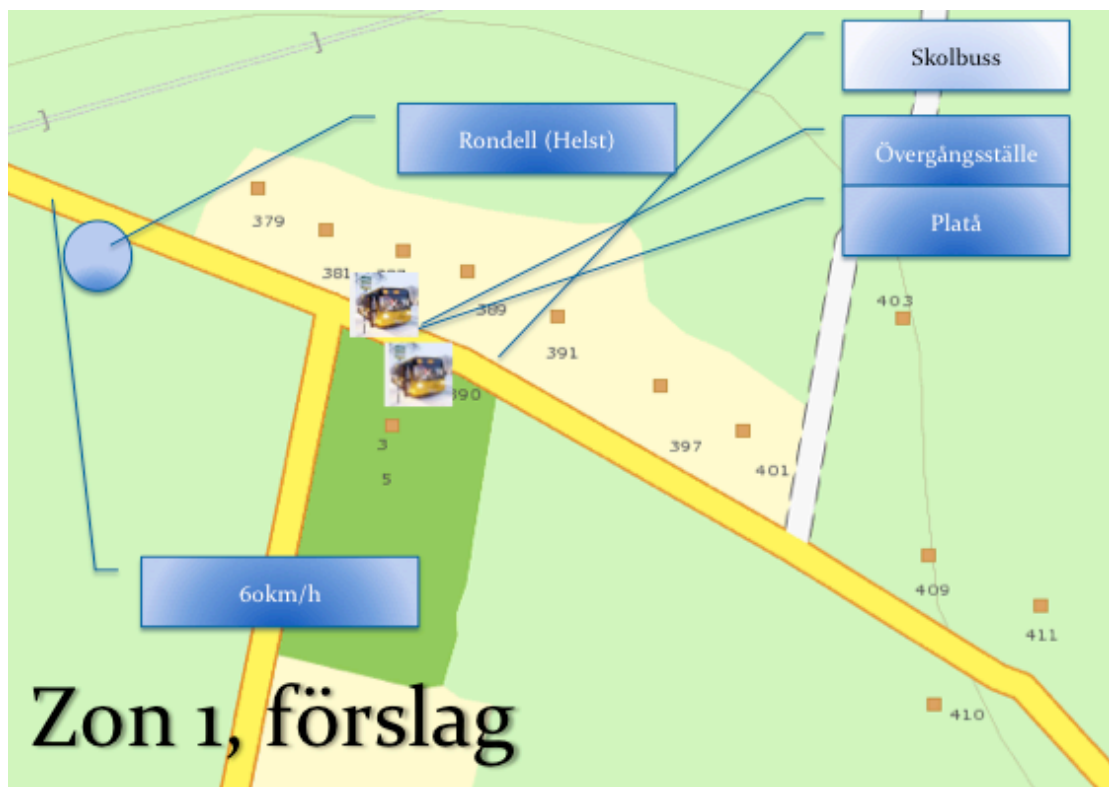 Skolbuss
Rondell (Helst)
Övergångsställe
Platå
379
381
389
391
403
390
397
3
401
5
409
60km/h
411
410
Zon 1, förslag